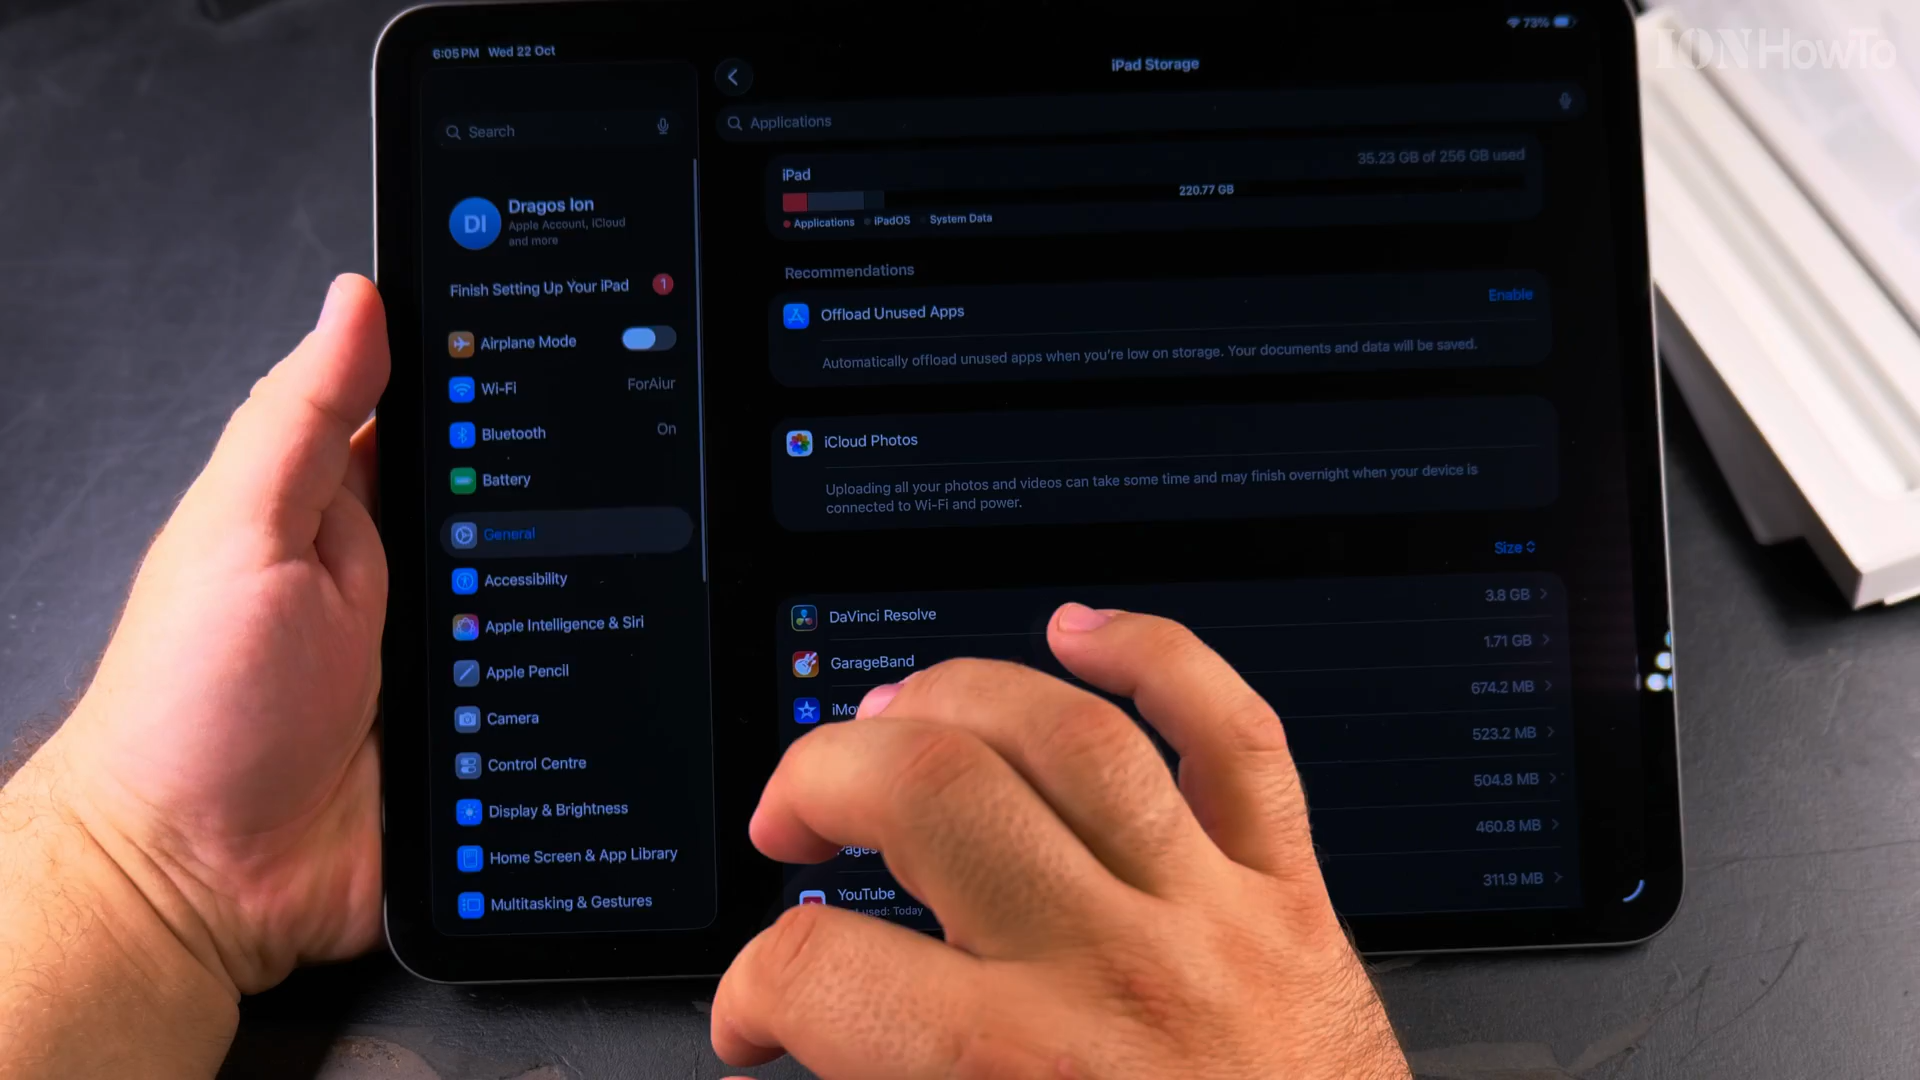 IONHowTo
6:05 PM Wed 22 Oct
73%
Search
DI
Dragos Ion
Apple Account, iCloud
and more
Finish Setting Up Your iPad 1
Airplane Mode
Wi-Fi ForAiur
Bluetooth On
Battery
General
Accessibility
Apple Intelligence & Siri
Apple Pencil
Camera
Control Centre
Display & Brightness
Home Screen & App Library
Multitasking & Gestures
iPad Storage
Applications
iPad 35.23 GB of 256 GB used
220.77 GB
Applications iPadOS System Data
Recommendations
Offload Unused Apps Enable
Automatically offload unused apps when you're low on storage. Your documents and data will be saved.
iCloud Photos
Uploading all your photos and videos can take some time and may finish overnight when your device is
connected to Wi-Fi and power.
Size
DaVinci Resolve 3.8 GB
GarageBand 1.71 GB
iMo 674.2 MB
523.2 MB
504.8 MB
Pages 460.8 MB
YouTube 311.9 MB
used: Today